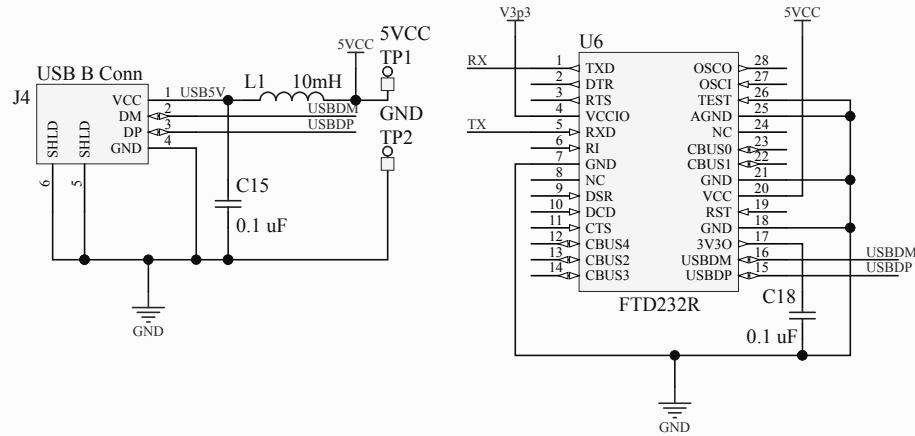 5VCC
5VCC
TP1
USB B Conn
L1
10mH
J4
VCC
1
USB5V
DM
2
USBDM
GND
DP
3
USBDP
TP2
GND
4
SHLD
SHLD
6
5
C15
0.1 uF
GND
V3p3
5VCC
U6
RX
1
TXD
OSCO
28
2
DTR
OSCI
27
3
RTS
TEST
26
4
VCCIO
AGND
25
TX
5
RXD
NC
24
6
RI
CBUS0
23
7
GND
CBUS1
22
8
NC
GND
21
9
DSR
VCC
20
10
DCD
RST
19
11
CTS
GND
18
12
CBUS4
3V3O
17
13
CBUS2
USBDM
16
USBDM
14
CBUS3
USBDP
15
USBDP
FTD232R
C18
0.1 uF
GND